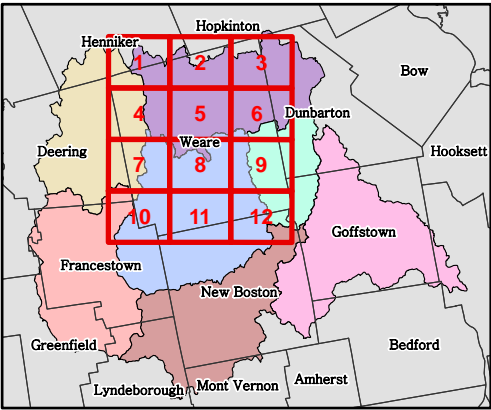 Hopkinton
Henniker
1 2 3
Bow
4 5 6
Dunbarton
Weare
Deering
Hooksett
7 8 9
10 11 12
Goffstown
Francestown
New Boston
Greenfield
Bedford
Lyndeborough
Mont Vernon
Amherst